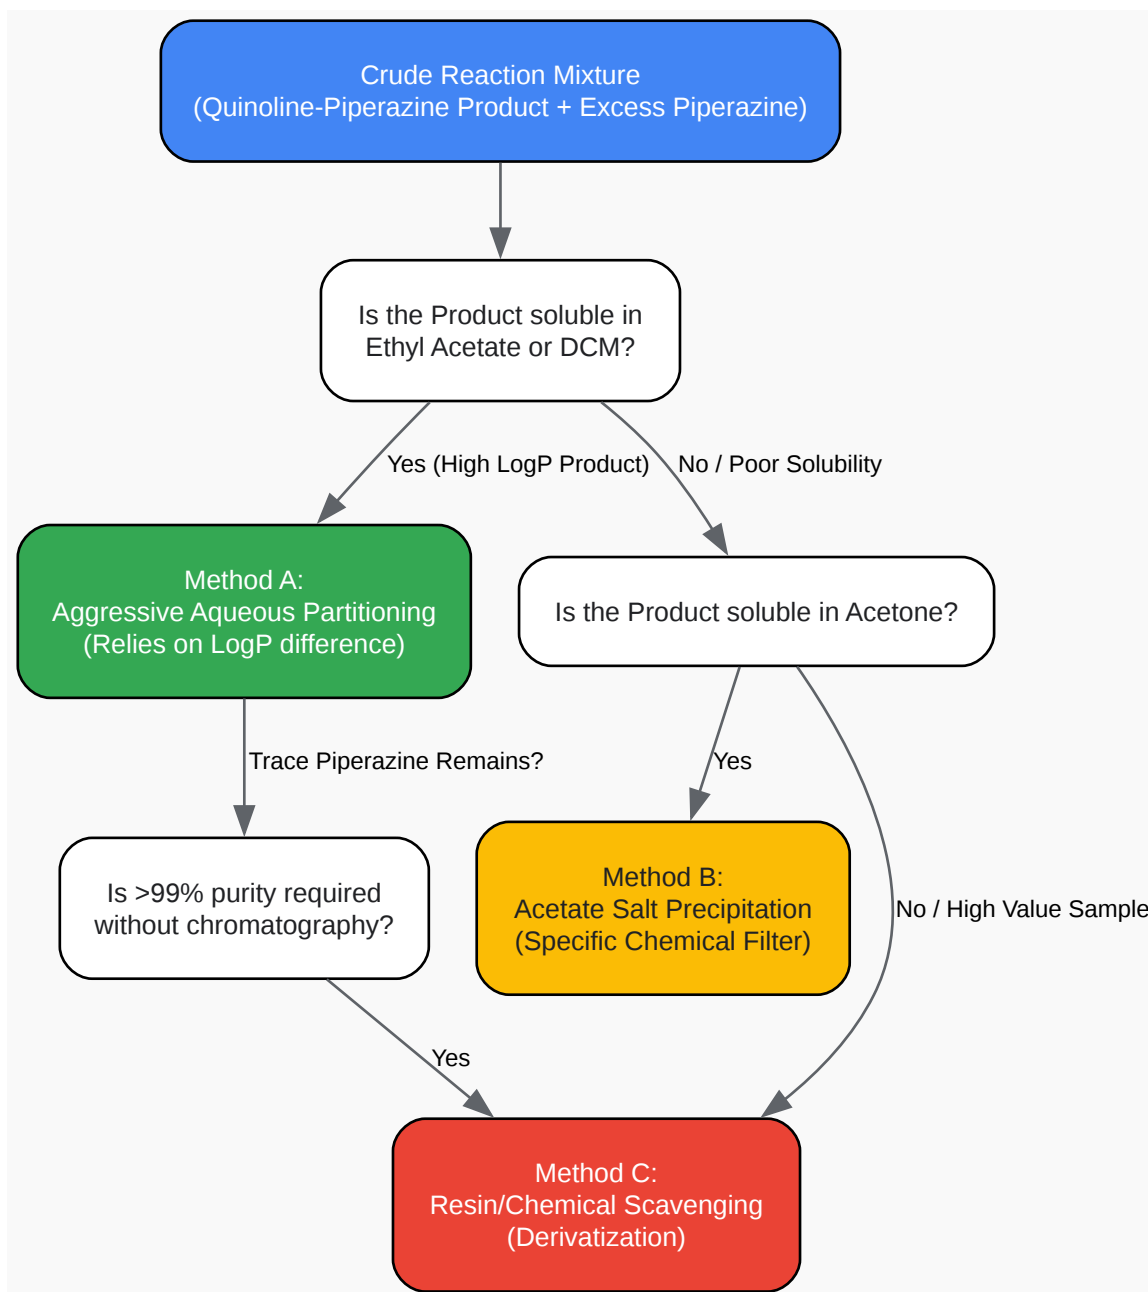 Crude Reaction Mixture
(Quinoline-Piperazine Product + Excess Piperazine)
Is the Product soluble in
Ethyl Acetate or DCM?
Yes (High LogP Product)
No / Poor Solubility
Method A:
Aggressive Aqueous Partitioning
(Relies on LogP difference)
Is the Product soluble in Acetone?
Trace Piperazine Remains?
Yes
Is >99% purity required
without chromatography?
Method B:
Acetate Salt Precipitation
(Specific Chemical Filter)
No / High Value Sample
Yes
Method C:
Resin/Chemical Scavenging
(Derivatization)